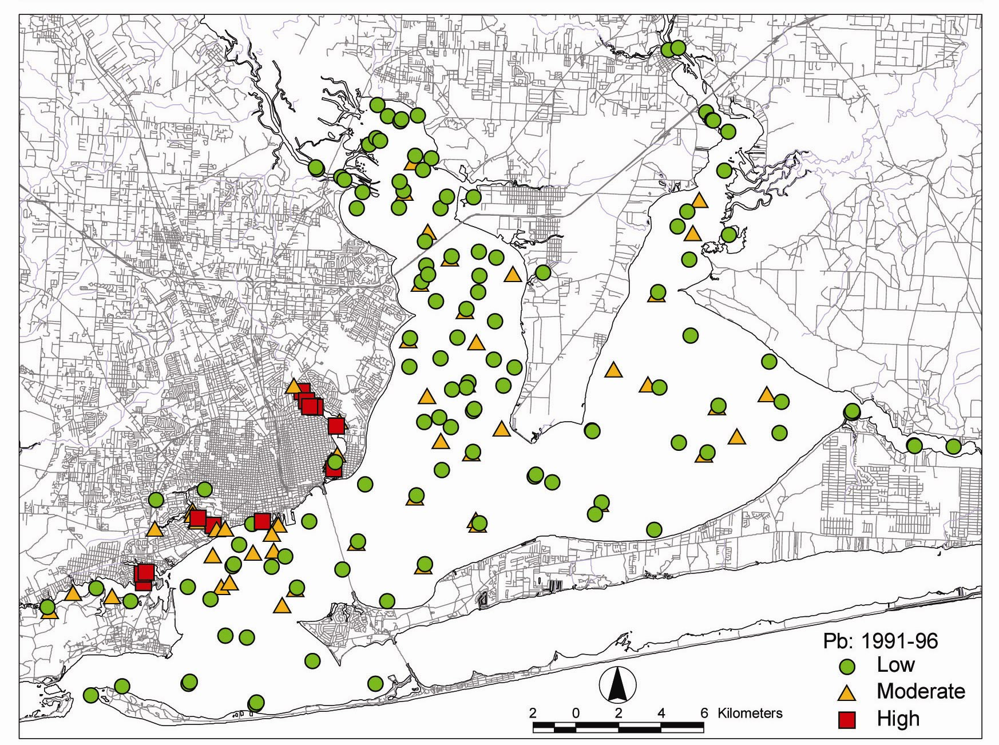 Pb: 1991-96
Low
Moderate
High
2 0 2 4 6 Kilometers